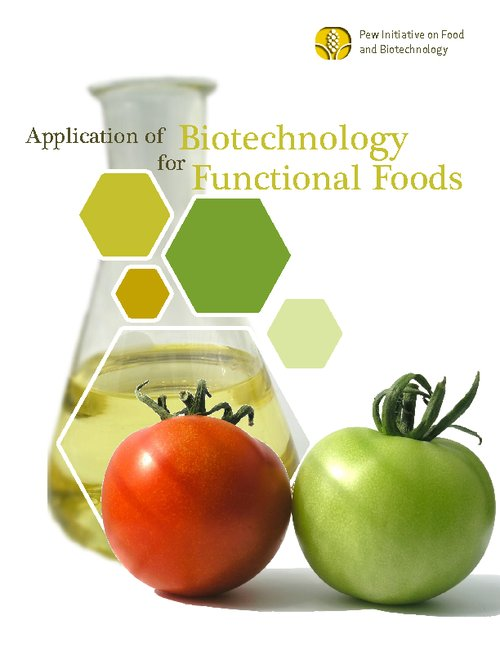 Pew Initiative on Food
and Biotechnology
Application of Biotechnology
for Functional Foods